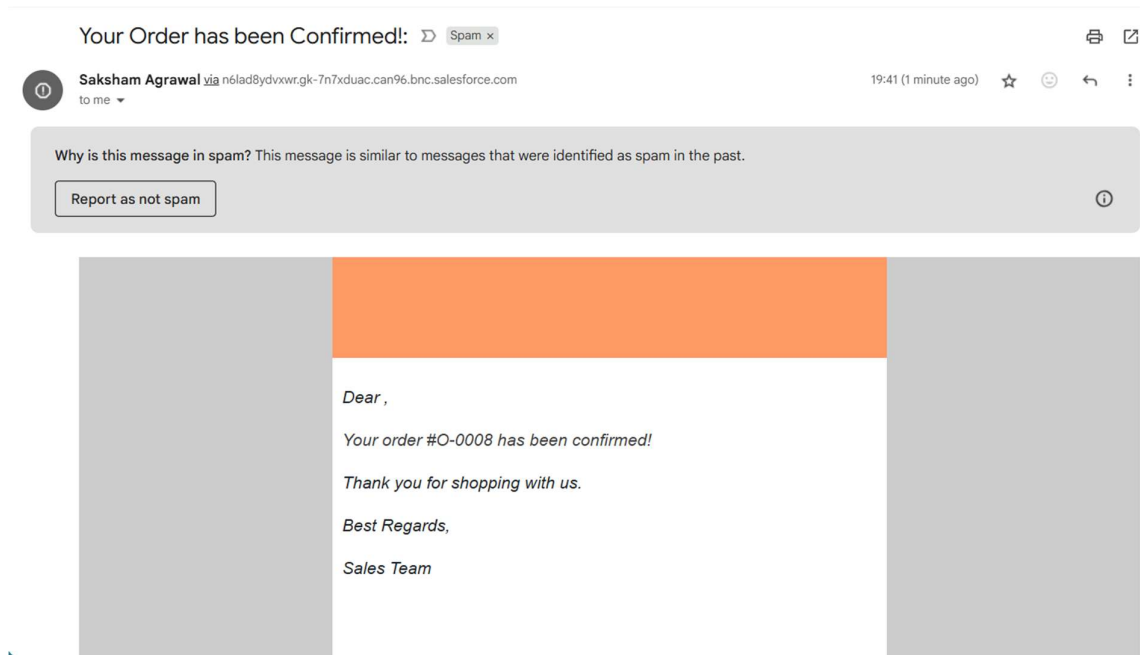 Your Order has been Confirmed!: Spam ×
Saksham Agrawal via n6lad8ydvxwr.gk-7n7xduac.can96.bnc.salesforce.com 19:41 (1 minute ago)
to me
Why is this message in spam? This message is similar to messages that were identified as spam in the past.
Report as not spam
Dear ,
Your order #O-0008 has been confirmed!
Thank you for shopping with us.
Best Regards,
Sales Team